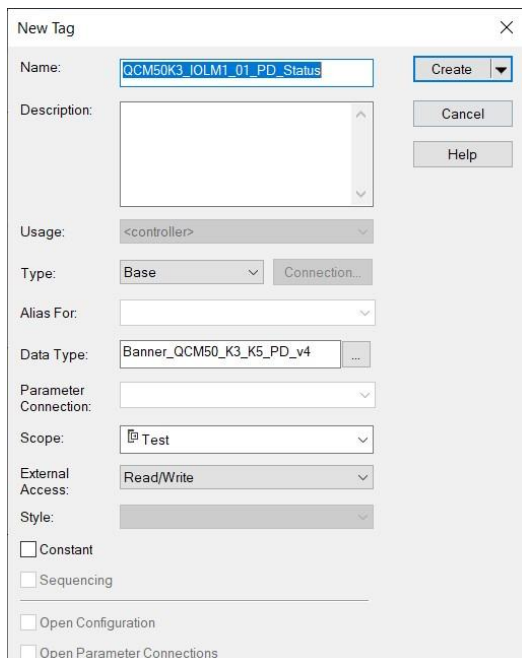 New Tag
Name:
QCM50K3_IOLM1_01_PD_Status
Create
Description:
Cancel
Help
Usage:
<controller>
Type:
Base
Connection...
Alias For:
Data Type:
Banner_QCM50_K3_K5_PD_v4
...
Parameter
Connection:
Scope:
Test
External
Access:
Read/Write
Style:
Constant
Sequencing
Open Configuration
Open Parameter Connections